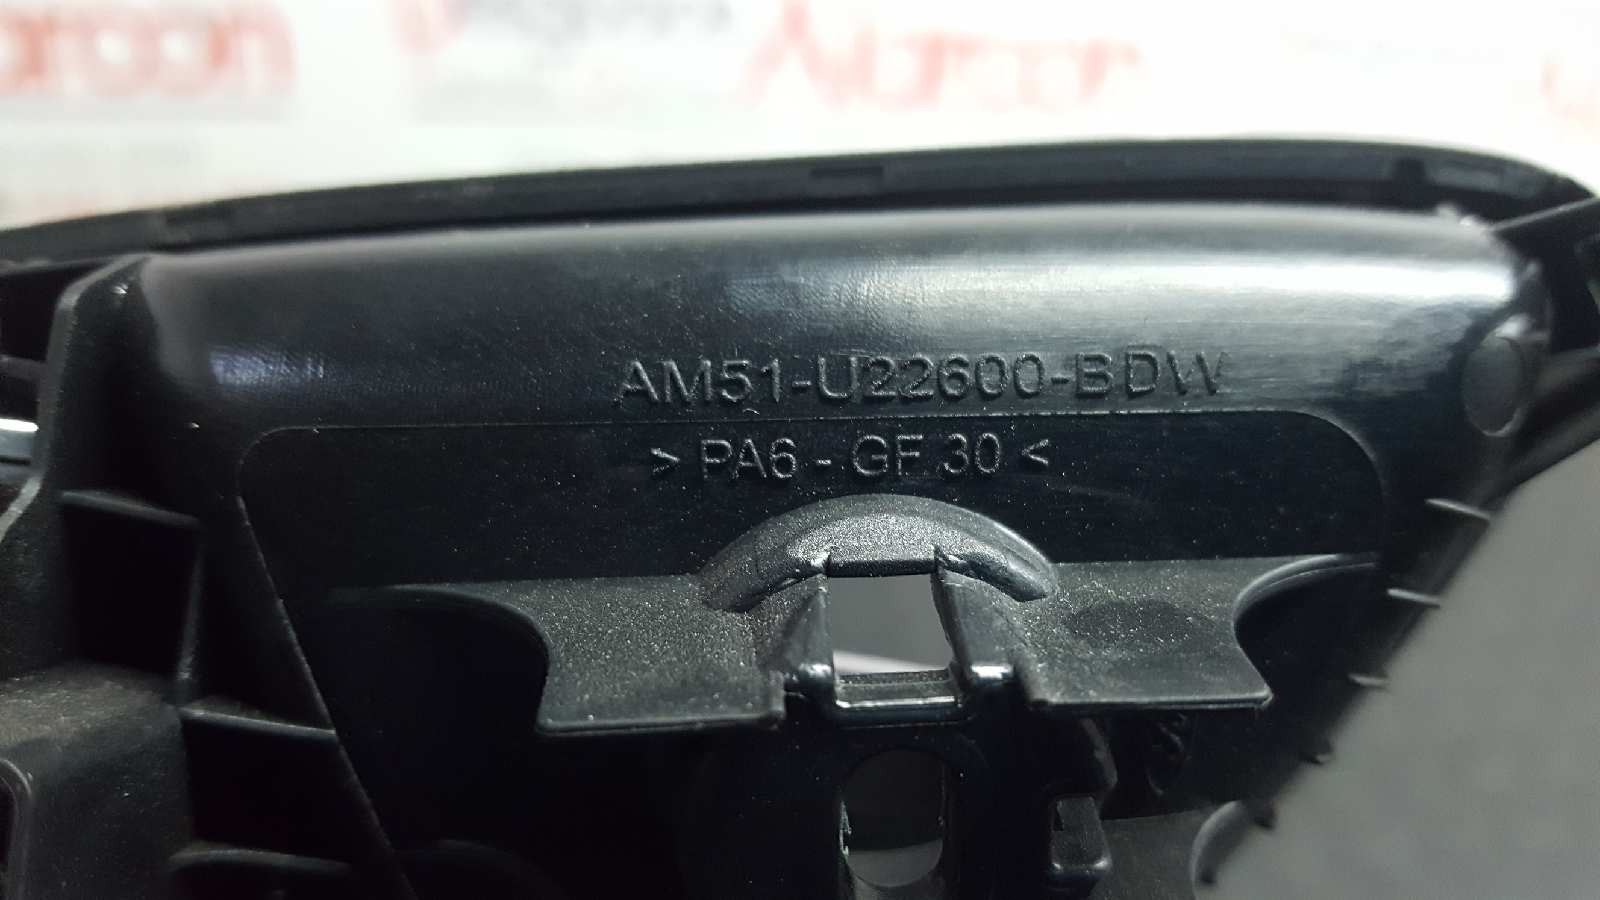 AM51-U22600-BDW
> PA6 - GF 30 <